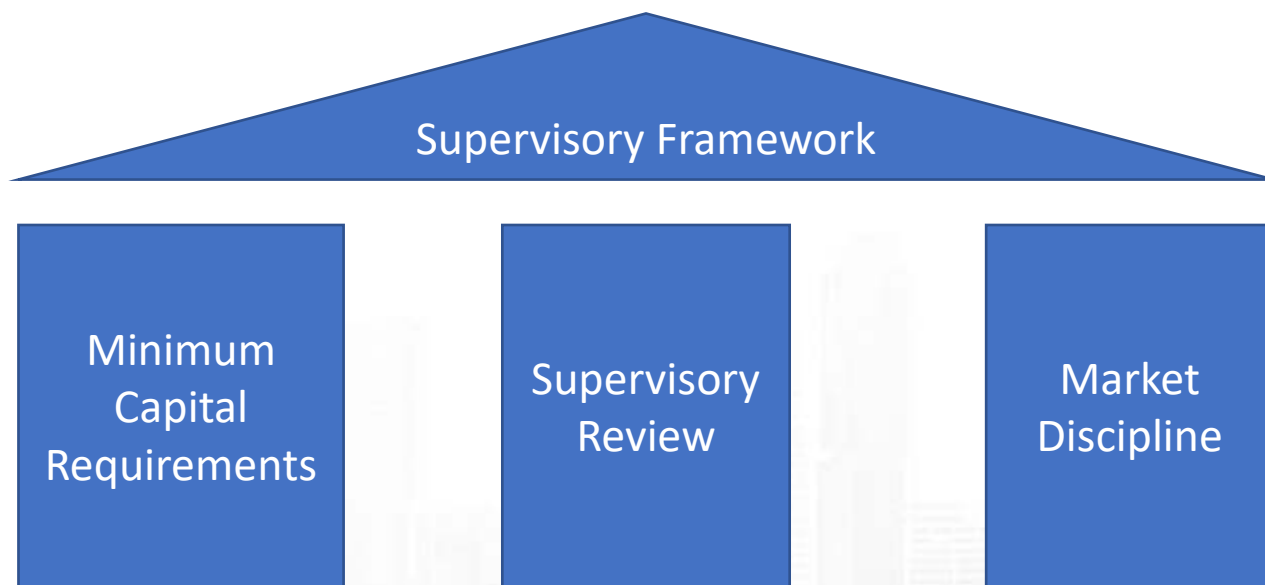 Supervisory Framework
Minimum
Capital
Requirements
Supervisory
Review
Market
Discipline